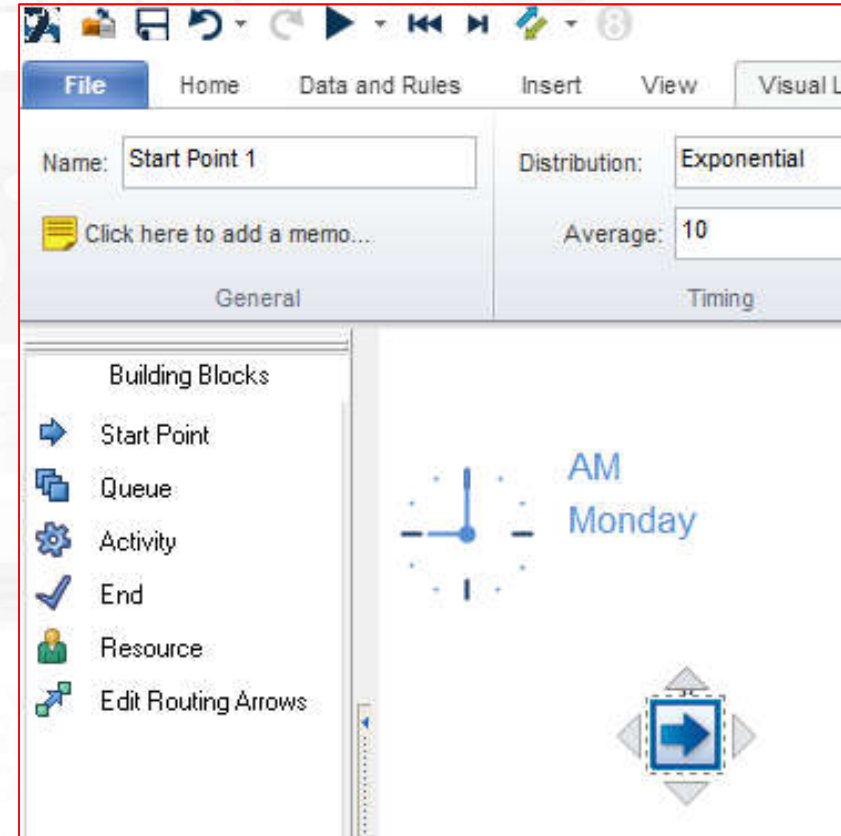 File Home Data and Rules Insert View Visual L
Name: Start Point 1 Distribution: Exponential
Click here to add a memo... Average: 10
General Timing
Building Blocks
Start Point
Queue
Activity
End
Resource
Edit Routing Arrows
AM
Monday